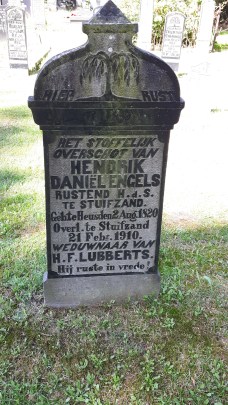 HIER RUST
HET STOFFELIJK
OVERSCHOT VAN
HENDRIK
DANIEL ENGELS
RUSTEND H.d.S.
TE STUIFZAND.
Geb. te Beusden 2 Aug. 1820
Overl. te Stuifzand
21 Febr. 1910.
WEDUWNAAR VAN
H. F. LUBBERTS.
Hij ruste in vrede!